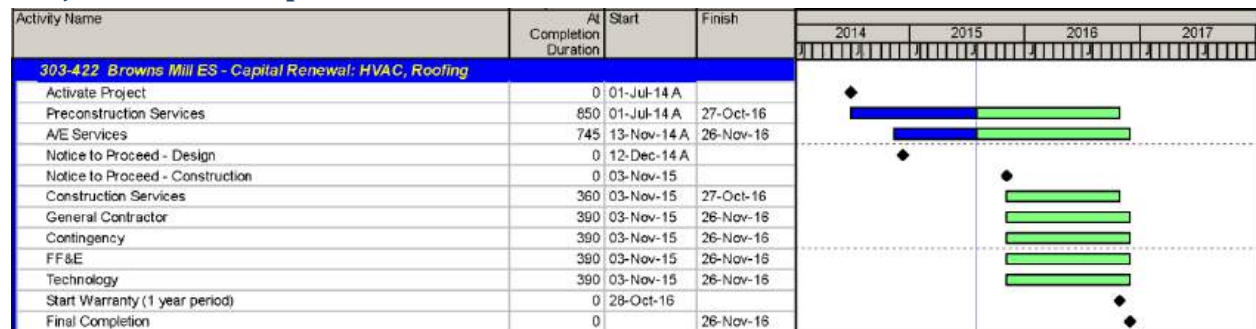 Activity Name At Completion Duration Start Finish
2014 2015 2016 2017
J J J J J J J
303-422 Browns Mill ES - Capital Renewal: HVAC, Roofing
Activate Project 0 01-Jul-14 A
Preconstruction Services 850 01-Jul-14 A 27-Oct-16
A/E Services 745 13-Nov-14 A 26-Nov-16
Notice to Proceed - Design 0 12-Dec-14 A
Notice to Proceed - Construction 0 03-Nov-15
Construction Services 360 03-Nov-15 27-Oct-16
General Contractor 390 03-Nov-15 26-Nov-16
Contingency 390 03-Nov-15 26-Nov-16
FF&E 390 03-Nov-15 26-Nov-16
Technology 390 03-Nov-15 26-Nov-16
Start Warranty (1 year period) 0 28-Oct-16
Final Completion 0 26-Nov-16